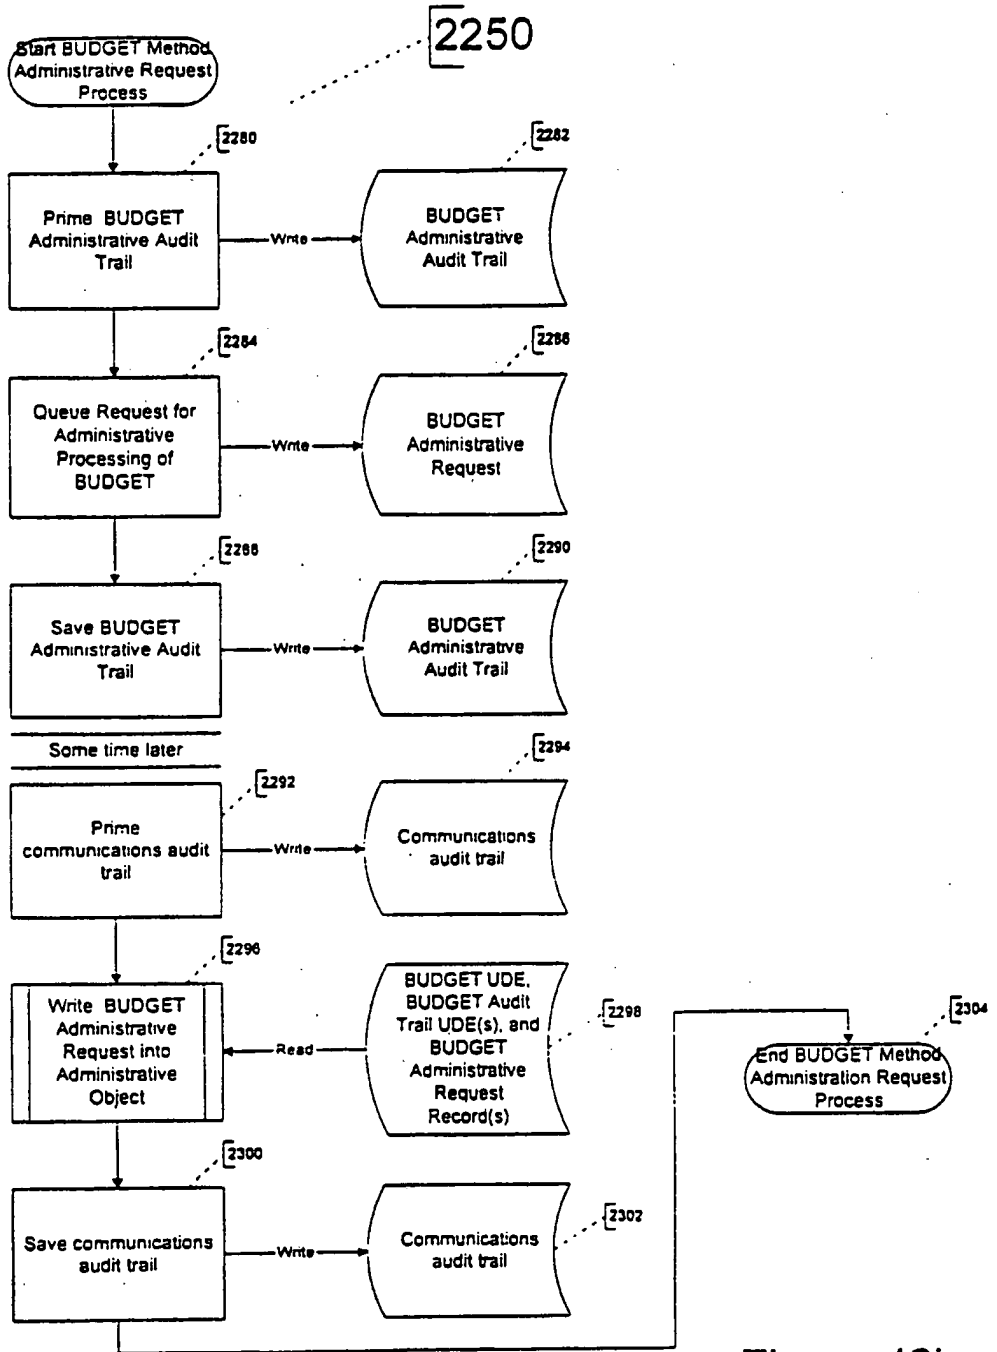 2250
Start BUDGET Method
Administrative Request
Process
2280
2282
Prime BUDGET
Administrative Audit
Trail
Write
BUDGET
Administrative
Audit Trail
2284
2286
Queue Request for
Administrative
Processing of
BUDGET
Write
BUDGET
Administrative
Request
2288
2290
Save BUDGET
Administrative Audit
Trail
Write
BUDGET
Administrative
Audit Trail
Some time later
2292
2294
Prime
communications audit
trail
Write
Communications
audit trail
2296
2298
Write BUDGET
Administrative
Request into
Administrative
Object
Read
BUDGET UDE,
BUDGET Audit
Trail UDE(s), and
BUDGET
Administrative
Request
Record(s)
2304
End BUDGET Method
Administration Request
Process
2300
2302
Save communications
audit trail
Write
Communications
audit trail